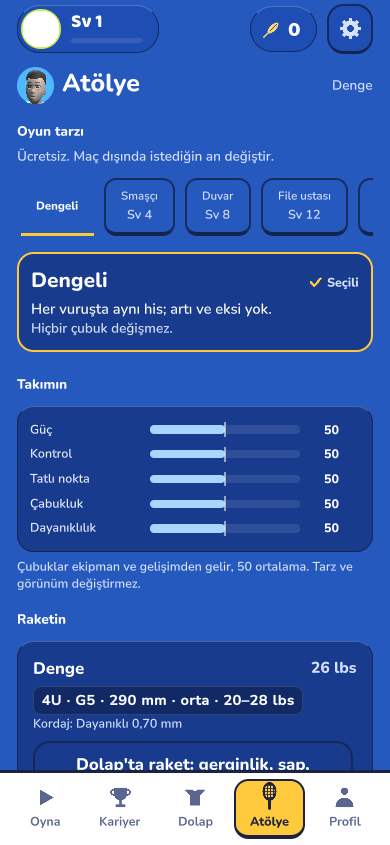 Sv 1
0
Atölye
Denge
Oyun tarzı
Ücretsiz. Maç dışında istediğin an değiştir.
Dengeli
Smaşçı
Sv 4
Duvar
Sv 8
File ustası
Sv 12
Dengeli
Seçili
Her vuruşta aynı his; artı ve eksi yok.
Hiçbir çubuk değişmez.
Takımın
Güç 50
Kontrol 50
Tatlı nokta 50
Çabukluk 50
Dayanıklılık 50
Çubuklar ekipman ve gelişimden gelir, 50 ortalama. Tarz ve
görünüm değiştirmez.
Raketin
Denge 26 lbs
4U · G5 · 290 mm · orta · 20–28 lbs
Kordaj: Dayanıklı 0,70 mm
Dolap'ta raket: gerginlik, sap,
Oyna
Kariyer
Dolap
Atölye
Profil